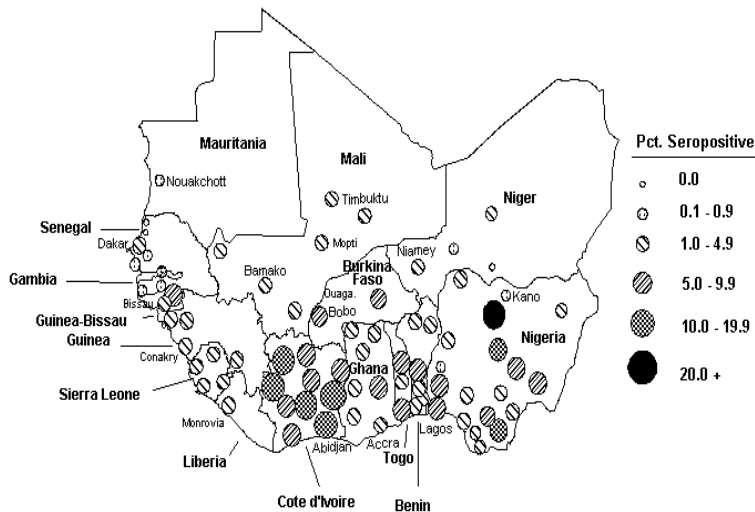 Mauritania
Mali
Niger
Nouakchott
Timbuktu
Senegal
Dakar
Mopti
Niamey
Gambia
Bamako
Burkina
Faso
Ouaga.
Bobo
Kano
Bissau
Guinea-Bissau
Guinea
Conakry
Nigeria
Ghana
Sierra Leone
Monrovia
Liberia
Abidjan
Accra
Togo
Lagos
Cote d'Ivoire
Benin
Pct. Seropositive
0.0
0.1 - 0.9
1.0 - 4.9
5.0 - 9.9
10.0 - 19.9
20.0 +